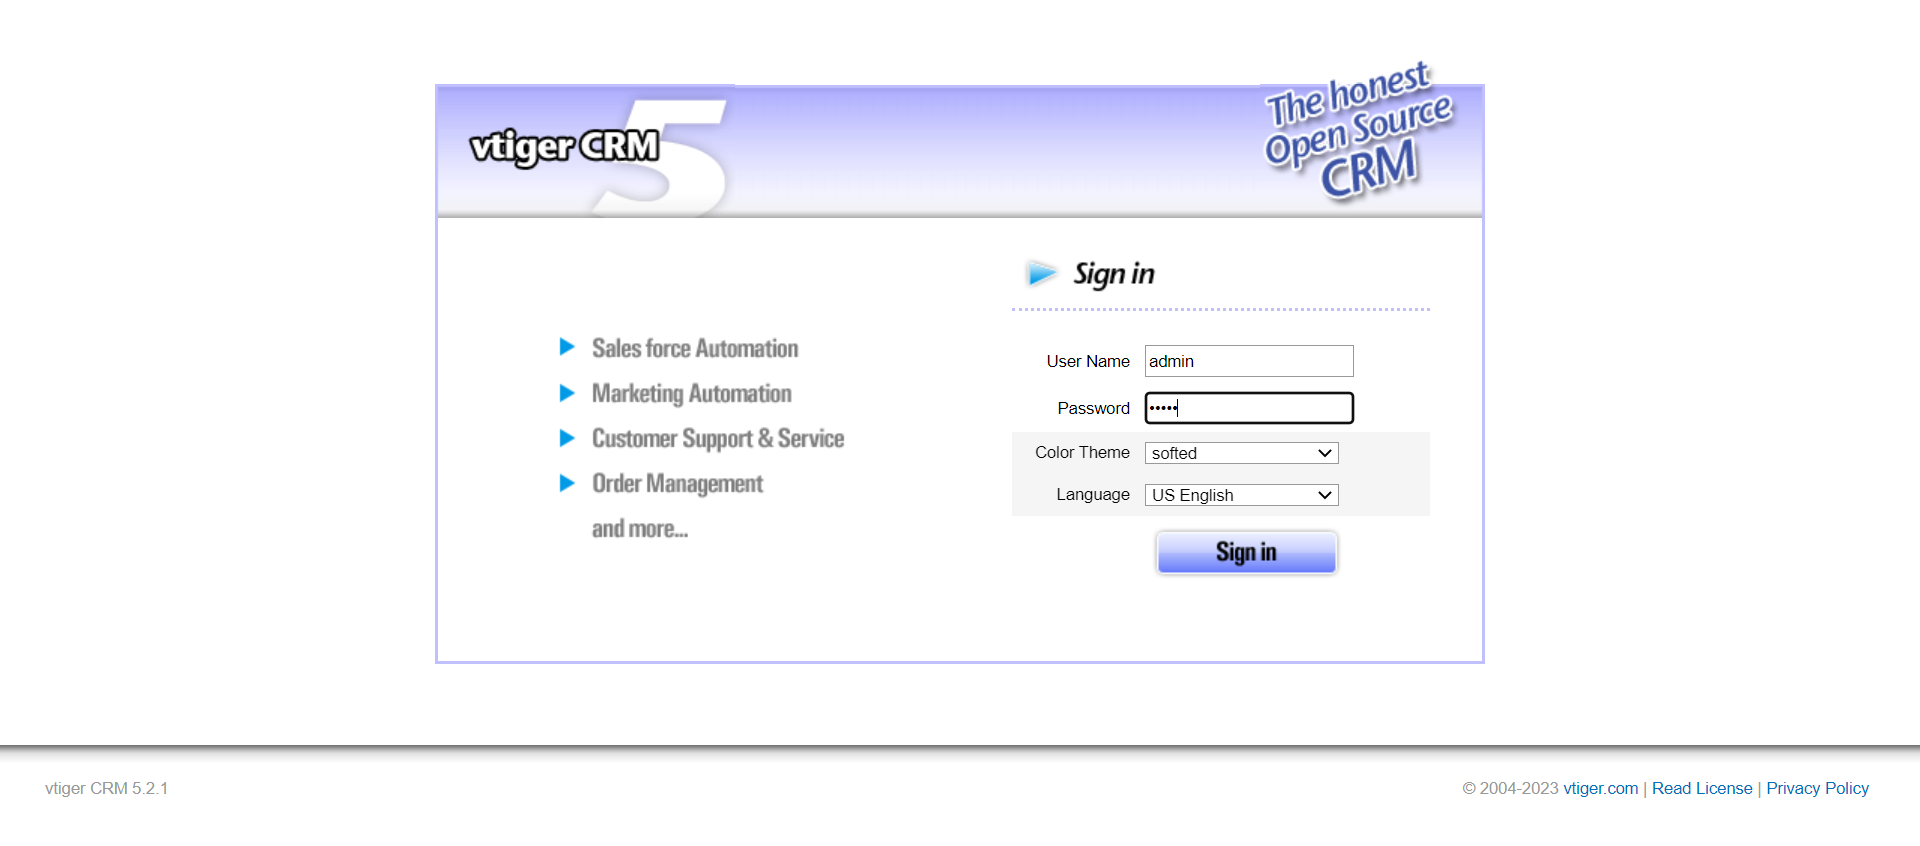 vtiger CRM 5
The honest
Open Source
CRM
Sign in
Sales force Automation
Marketing Automation
Customer Support & Service
Order Management
and more...
User Name admin
Password •••••
Color Theme softed
Language US English
Sign in
vtiger CRM 5.2.1
© 2004-2023 vtiger.com | Read License | Privacy Policy